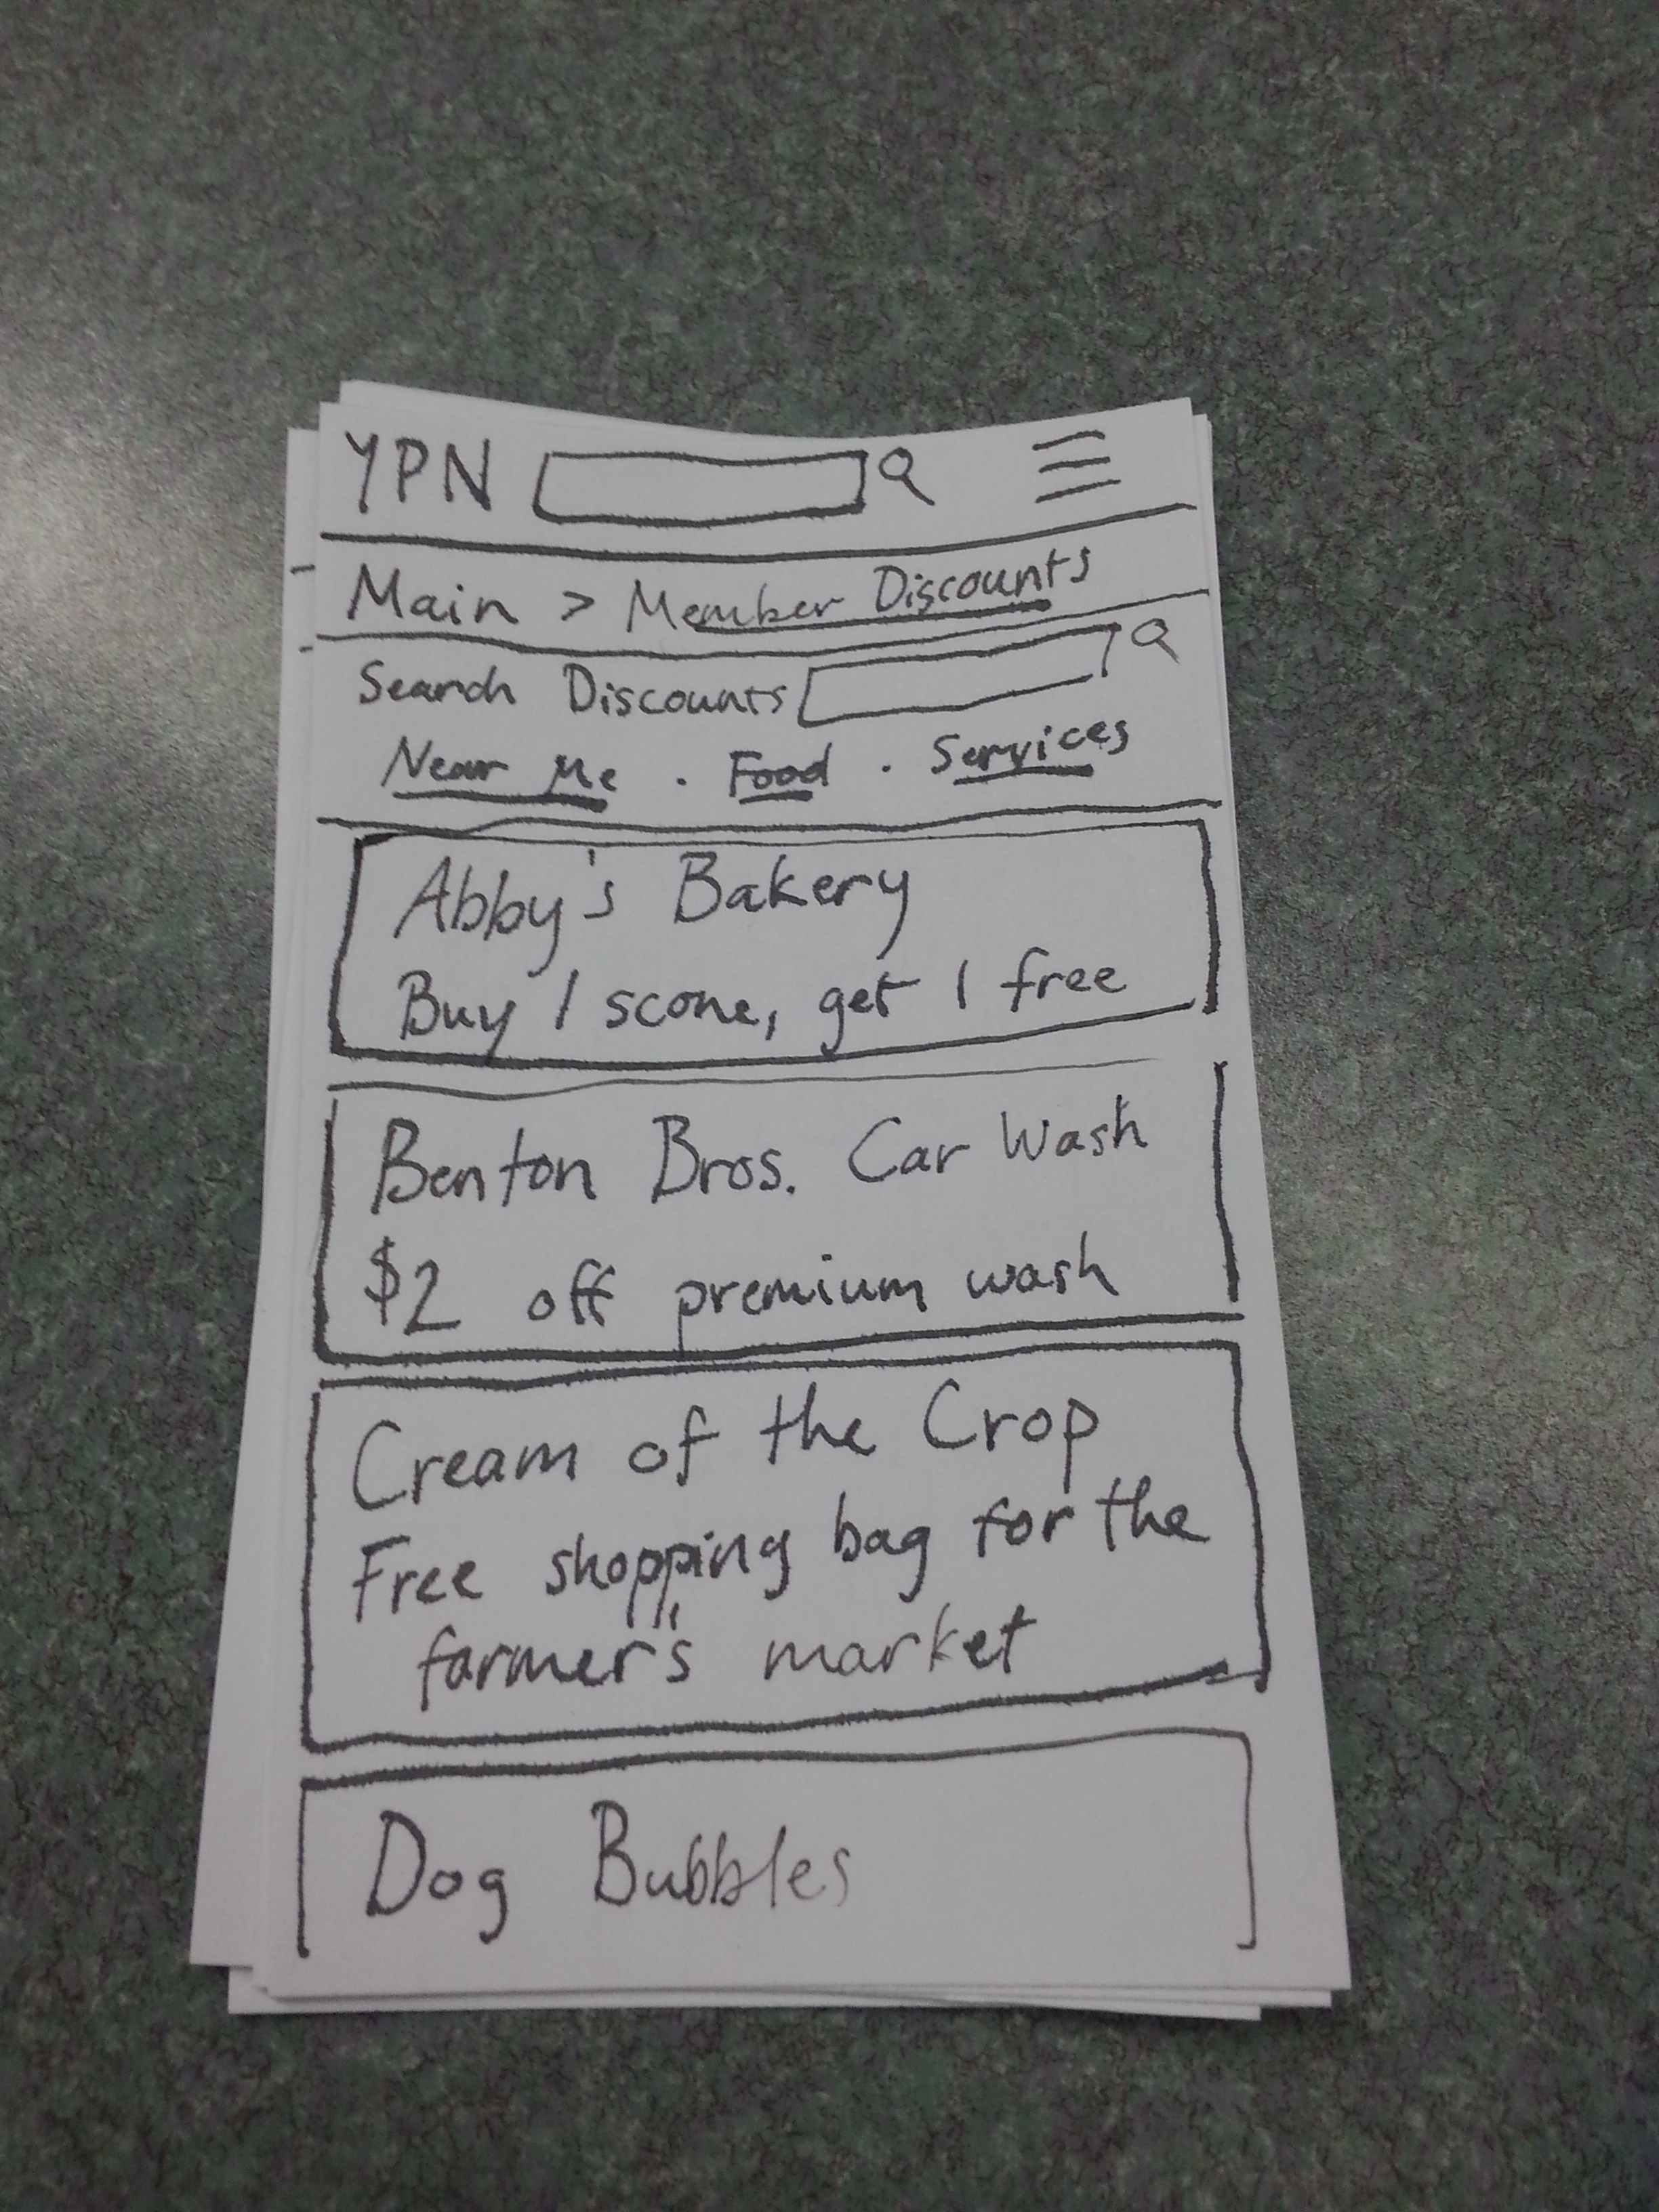 YPN
Main > Member Discounts
Search Discounts
Near Me . Food . Services
Abby's Bakery
Buy 1 scone, get 1 free
Benton Bros. Car Wash
$2 off premium wash
Cream of the Crop
Free shopping bag for the
farmer's market
Dog Bubbles